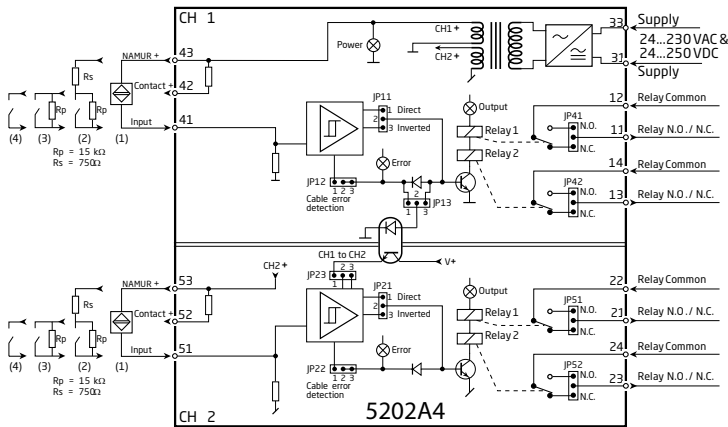 CH 1
33
Supply
24...230 VAC &
24...250 VDC
31
Supply
CH1 +
CH2 +
Power
NAMUR +
43
Rs
Contact +
42
Rp
Rp
Input
41
(4)
(3)
(2)
(1)
Rp = 15 kΩ
Rs = 750Ω
JP11
1 Direct
2
3 Inverted
Output
Relay 1
Relay 2
Error
JP12
1 2 3
Cable error
detection
2
1
3
JP13
12
Relay Common
JP41
N.O.
11
Relay N.O. / N.C.
N.C.
14
Relay Common
JP42
N.O.
13
Relay N.O. / N.C.
N.C.
CH1 to CH2
V+
CH2 +
JP23
2 3
1
NAMUR +
53
Rs
Contact +
52
Rp
Rp
Input
51
(4)
(3)
(2)
(1)
Rp = 15 kΩ
Rs = 750Ω
JP21
1 Direct
2
3 Inverted
Output
Relay 1
Relay 2
Error
JP22
1 2 3
Cable error
detection
22
Relay Common
JP51
N.O.
21
Relay N.O. / N.C.
N.C.
24
Relay Common
JP52
N.O.
23
Relay N.O. / N.C.
N.C.
CH 2
5202A4